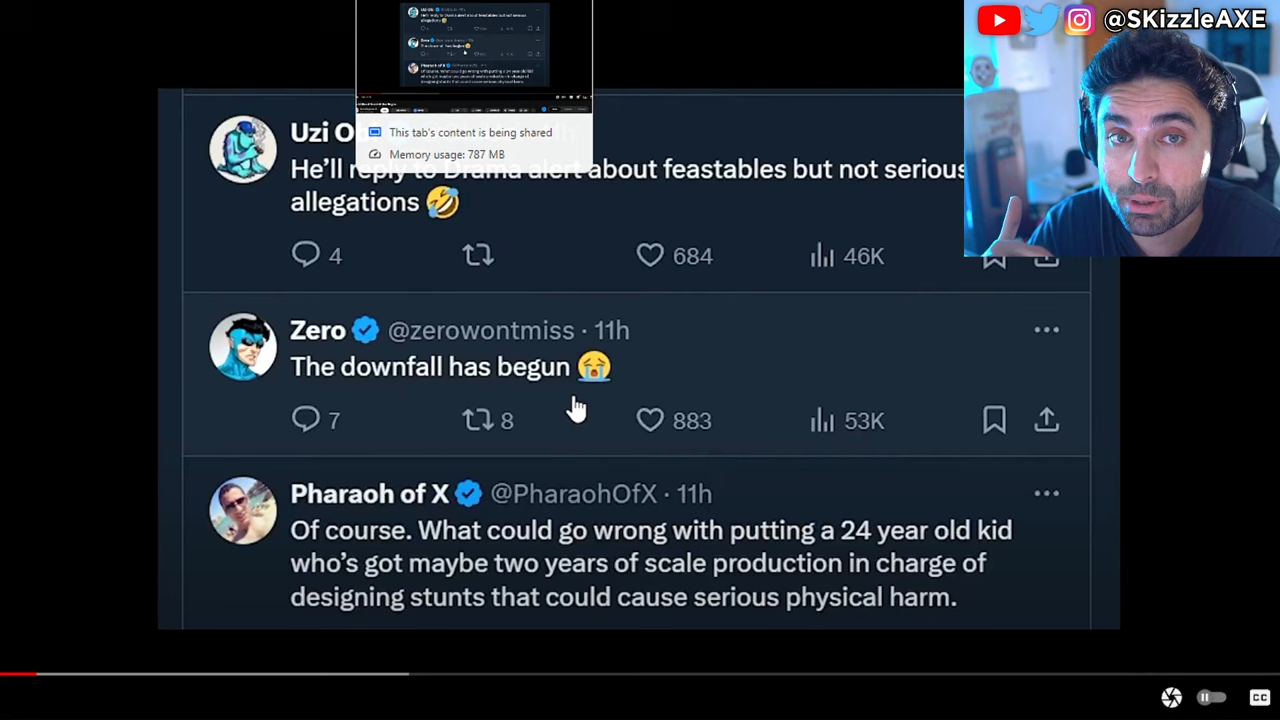 @SKizzleAXE
This tab's content is being shared
Memory usage: 787 MB
Uzi
He'll reply to Drama alert about feastables but not serious
allegations 🤣
4 684 46K
Zero @zerowontmiss · 11h
The downfall has begun 😭
7 8 883 53K
Pharaoh of X @PharaohOfX · 11h
Of course. What could go wrong with putting a 24 year old kid
who's got maybe two years of scale production in charge of
designing stunts that could cause serious physical harm.
CC